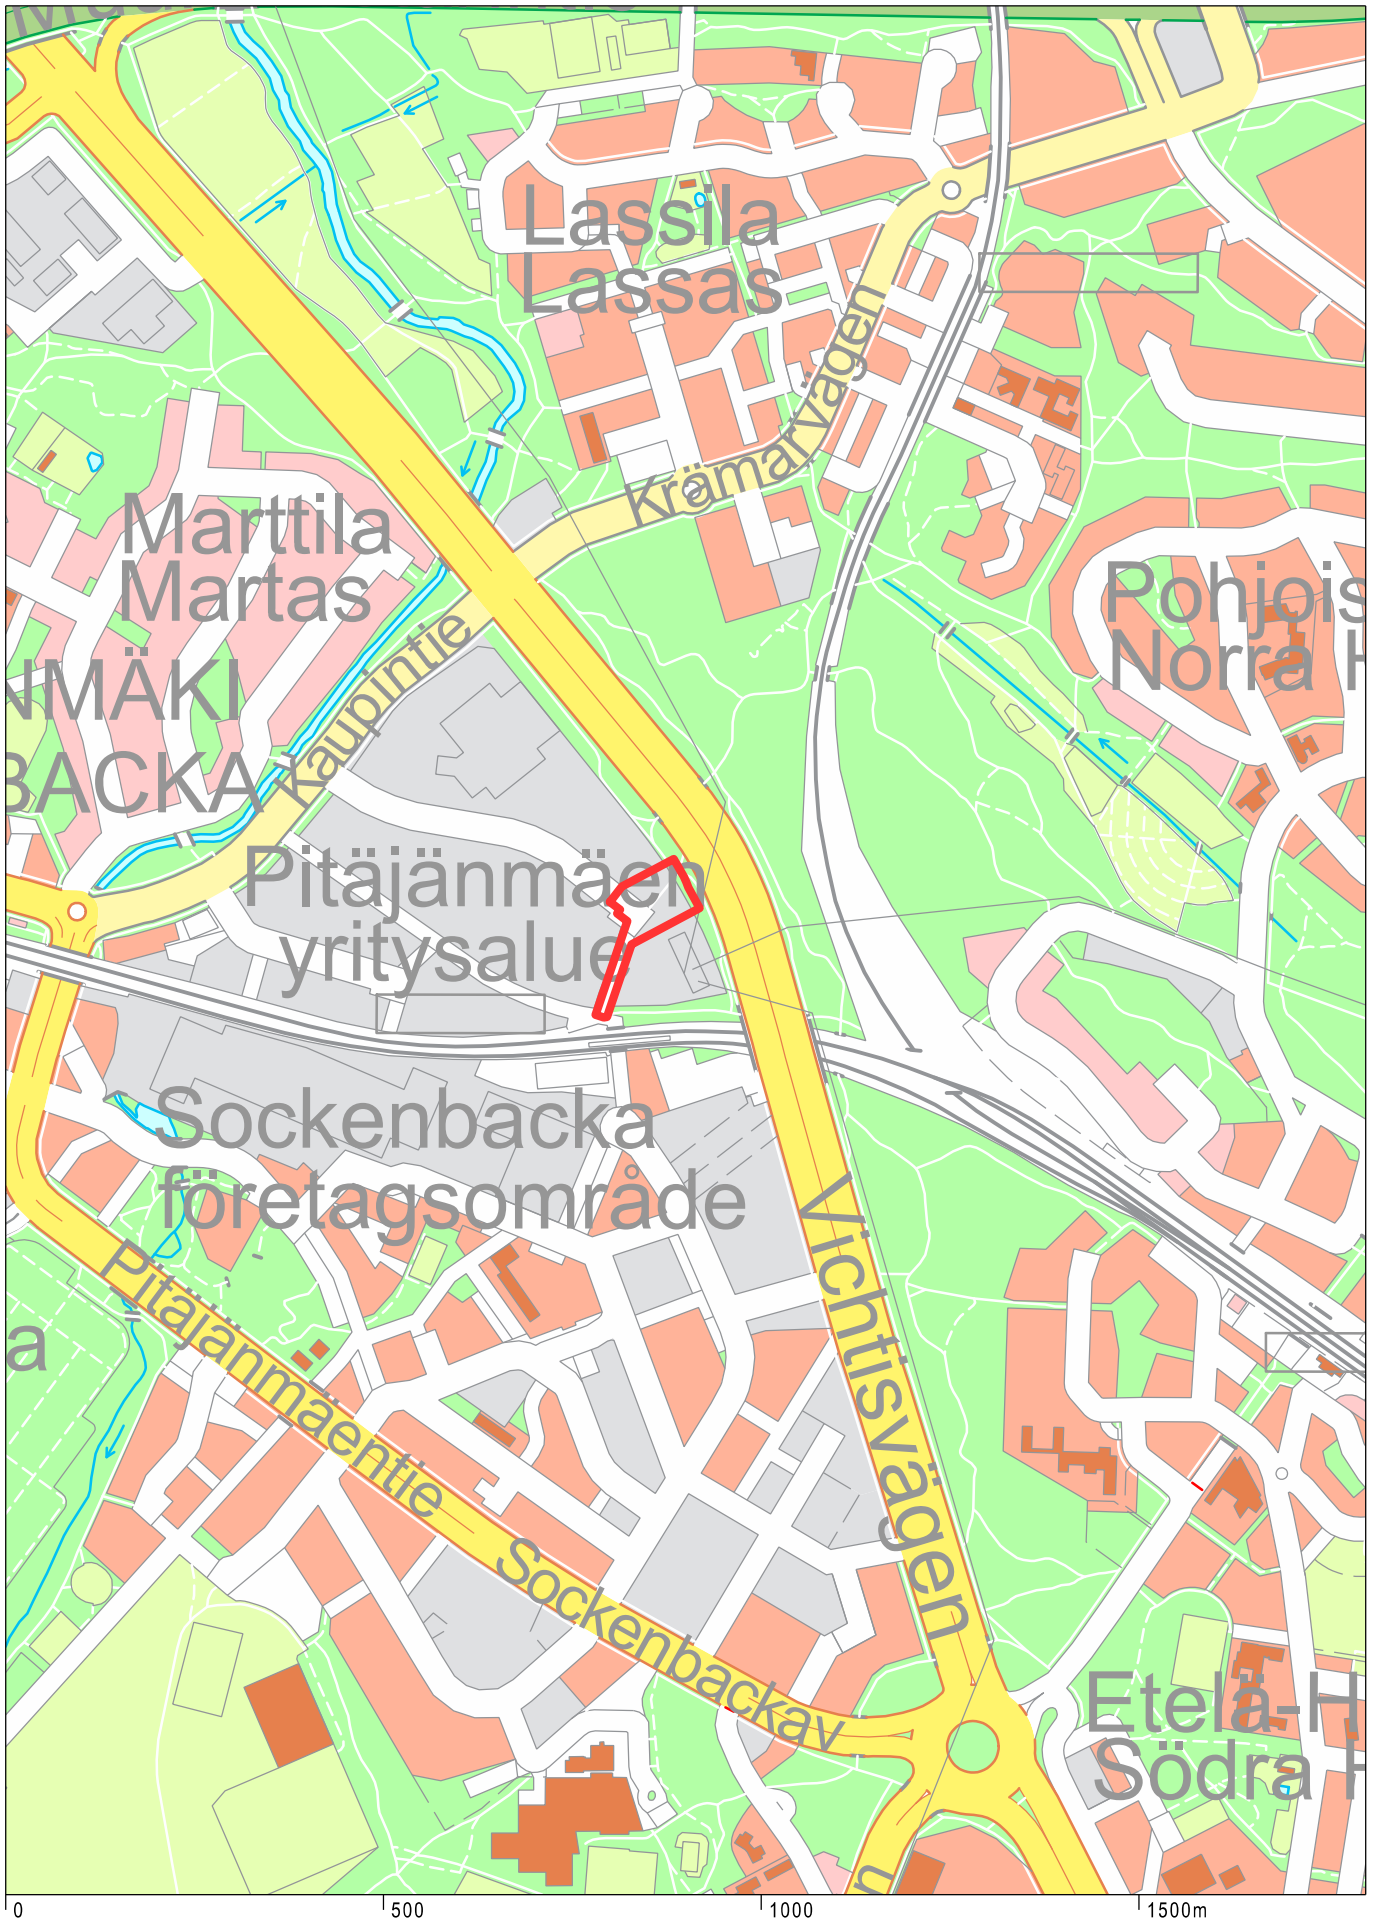 Lassila
Lassas
Krämarvägen
Marttila
Martas
Pohjois
Norra H
NMÄKI
BACKA
Kaupintie
Pitäjänmäen
yritysalue
Sockenbacka
företagsområde
Vichtisvägen
a
Pitäjänmäentie
Sockenbackav
Etelä-H
Södra H
n
0 500 1000 1500m